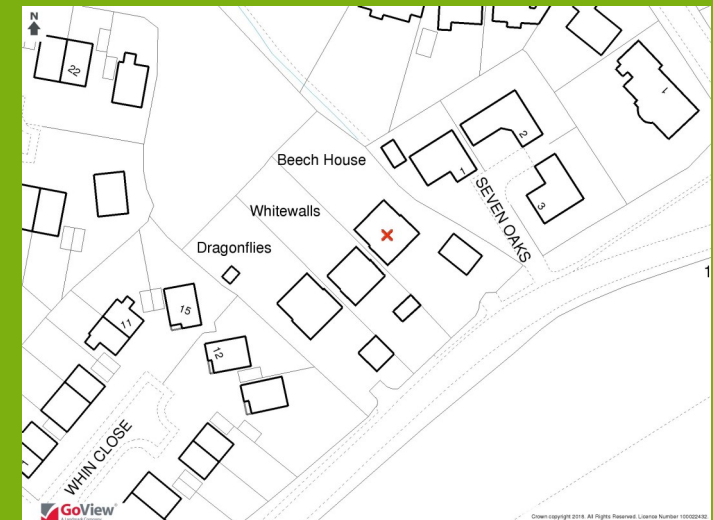 N
22
1
2
Beech House
1
SEVEN OAKS
3
Whitewalls
Dragonflies
1
15
11
12
WHIN CLOSE
GoView
Crown copyright 2018. All Rights Reserved. Licence Number 100022432